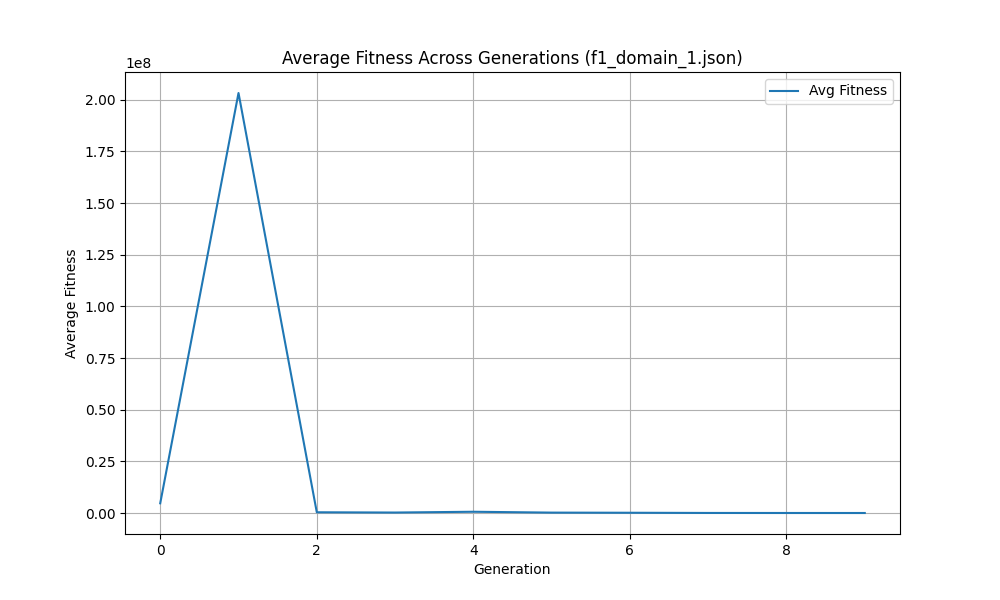 Average Fitness Across Generations (f1_domain_1.json)
1e8
Avg Fitness
2.00
1.75
1.50
1.25
1.00
0.75
0.50
0.25
0.00
Average Fitness
0 2 4 6 8
Generation